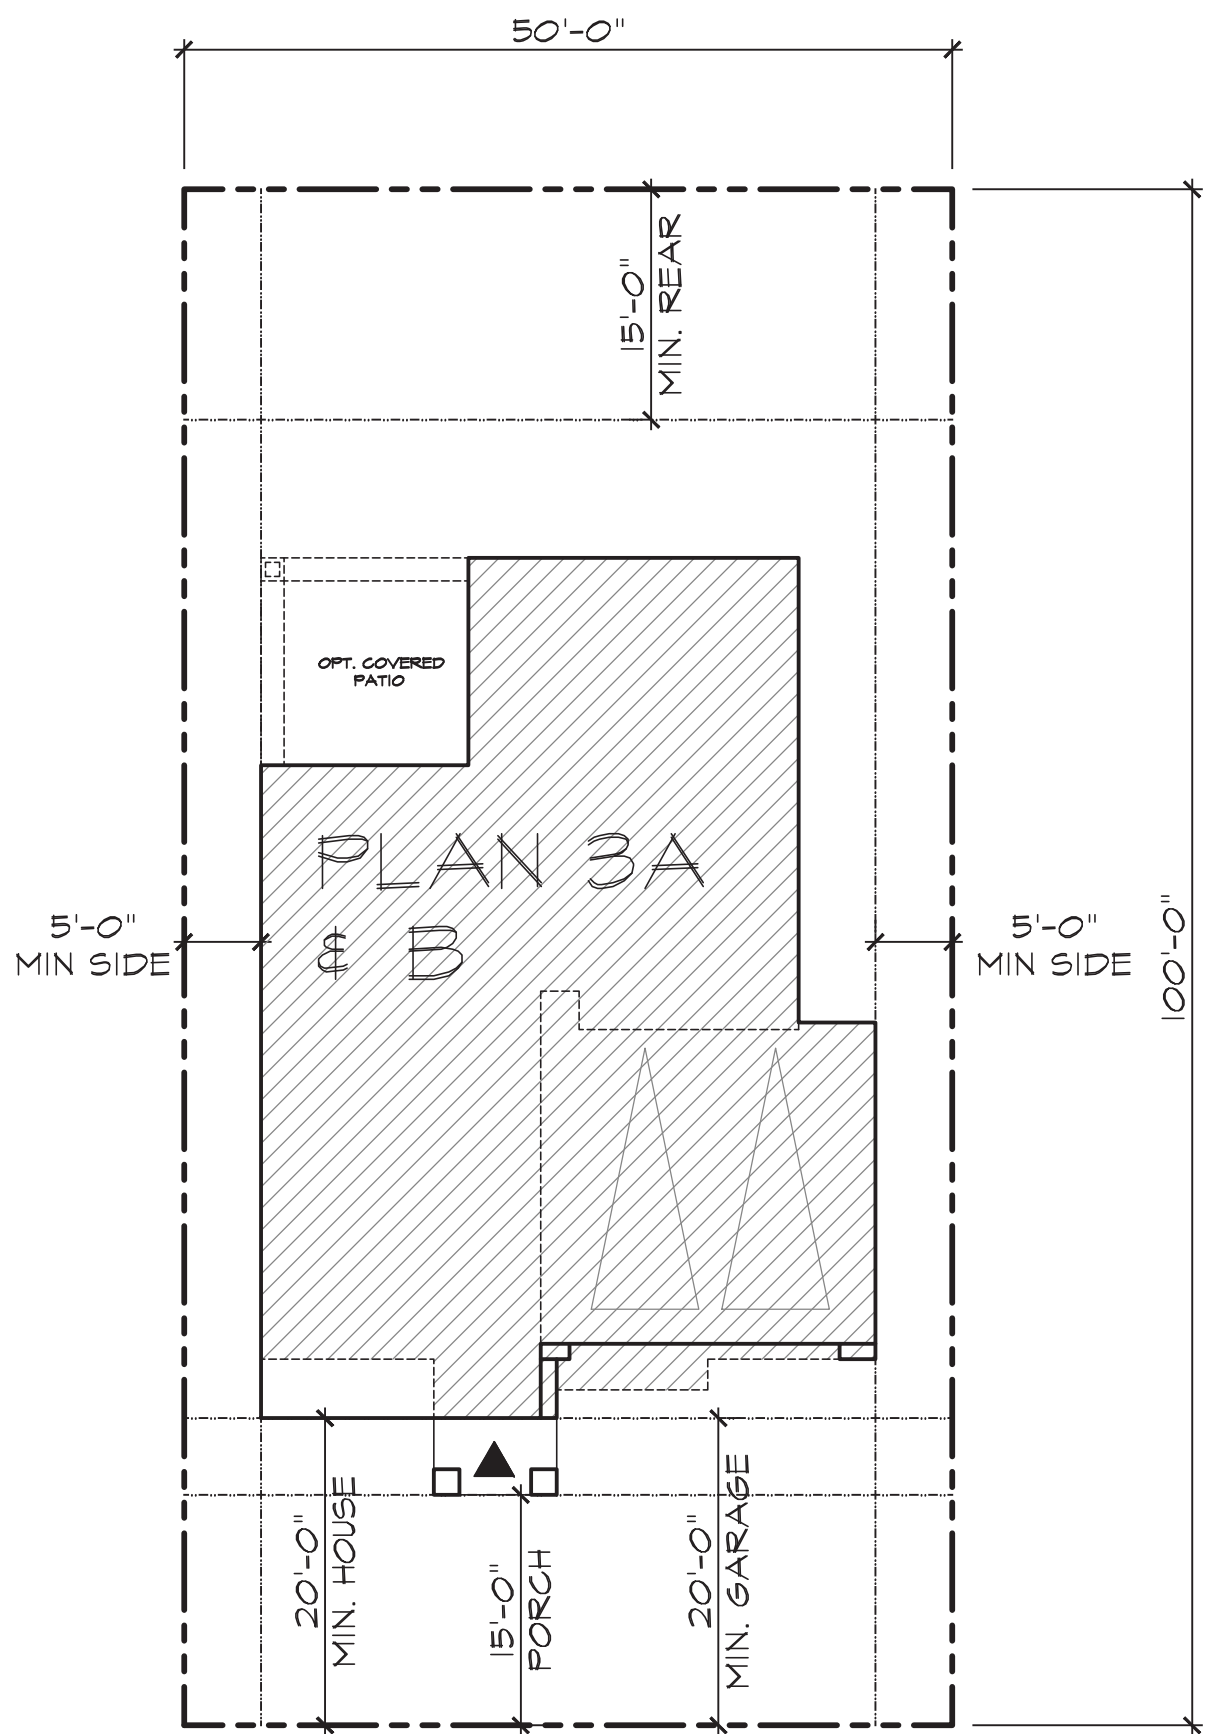 50'-0"
15'-0"
MIN. REAR
OPT. COVERED
PATIO
PLAN 3A
& B
5'-0"
MIN SIDE
5'-0"
MIN SIDE
100'-0"
20'-0"
MIN. HOUSE
15'-0"
PORCH
20'-0"
MIN. GARAGE